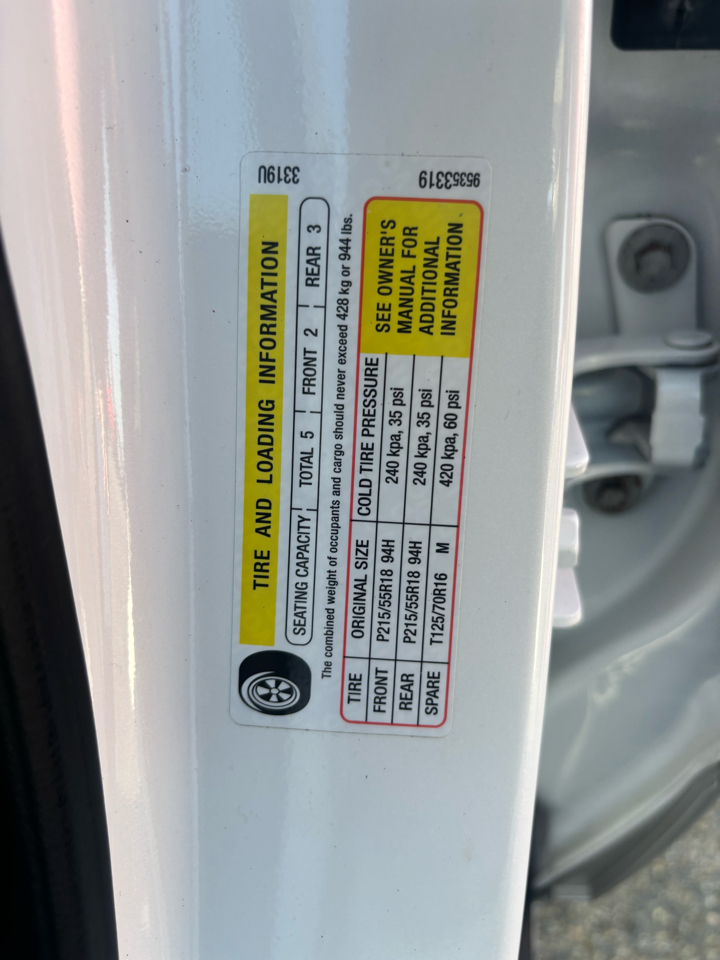 TIRE AND LOADING INFORMATION
SEATING CAPACITY TOTAL 5 FRONT 2 REAR 3
The combined weight of occupants and cargo should never exceed 428 kg or 944 lbs.
TIRE ORIGINAL SIZE COLD TIRE PRESSURE
FRONT P215/55R18 94H 240 kpa, 35 psi
REAR P215/55R18 94H 240 kpa, 35 psi
SPARE T125/70R16 M 420 kpa, 60 psi
SEE OWNER'S
MANUAL FOR
ADDITIONAL
INFORMATION
3319U
95353319